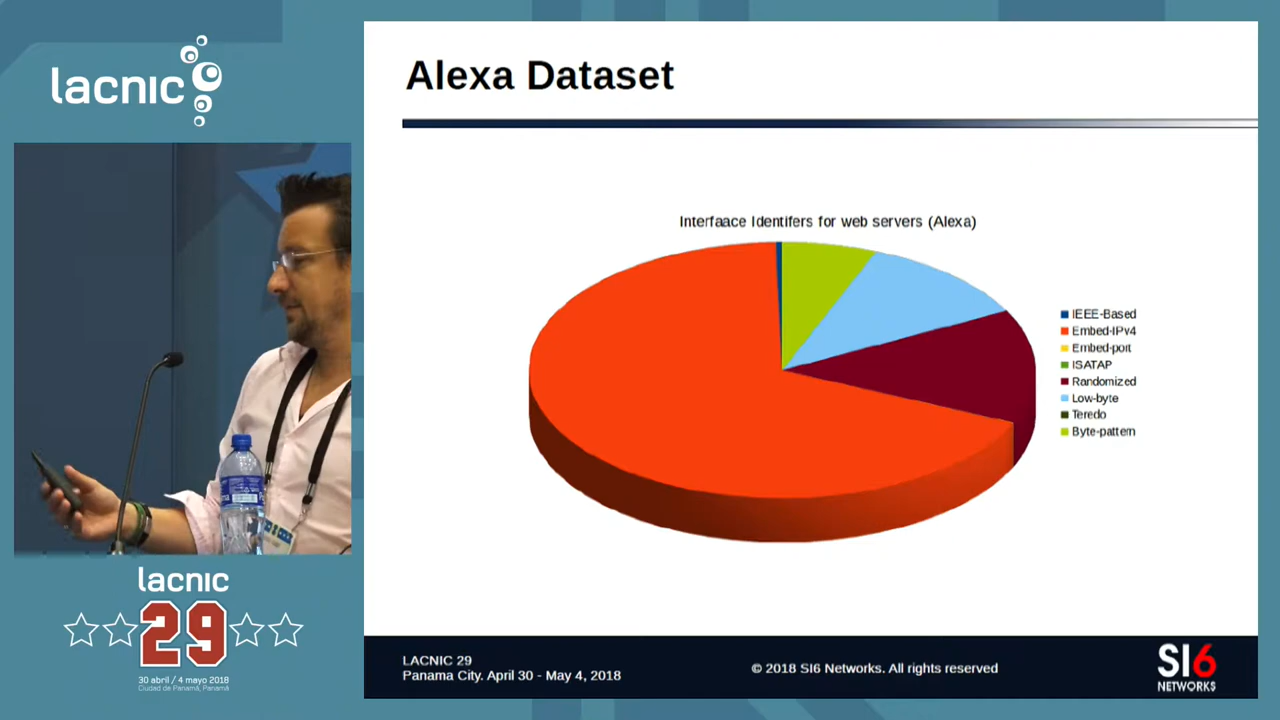 lacnic
Alexa Dataset
Interfaace Identifers for web servers (Alexa)
IEEE-Based
Embed-IPv4
Embed-port
ISATAP
Randomized
Low-byte
Teredo
Byte-pattern
lacnic
29
30 abril / 4 mayo 2018
Ciudad de Panamá, Panamá
LACNIC 29
Panama City. April 30 - May 4, 2018
© 2018 SI6 Networks. All rights reserved
SI6
NETWORKS